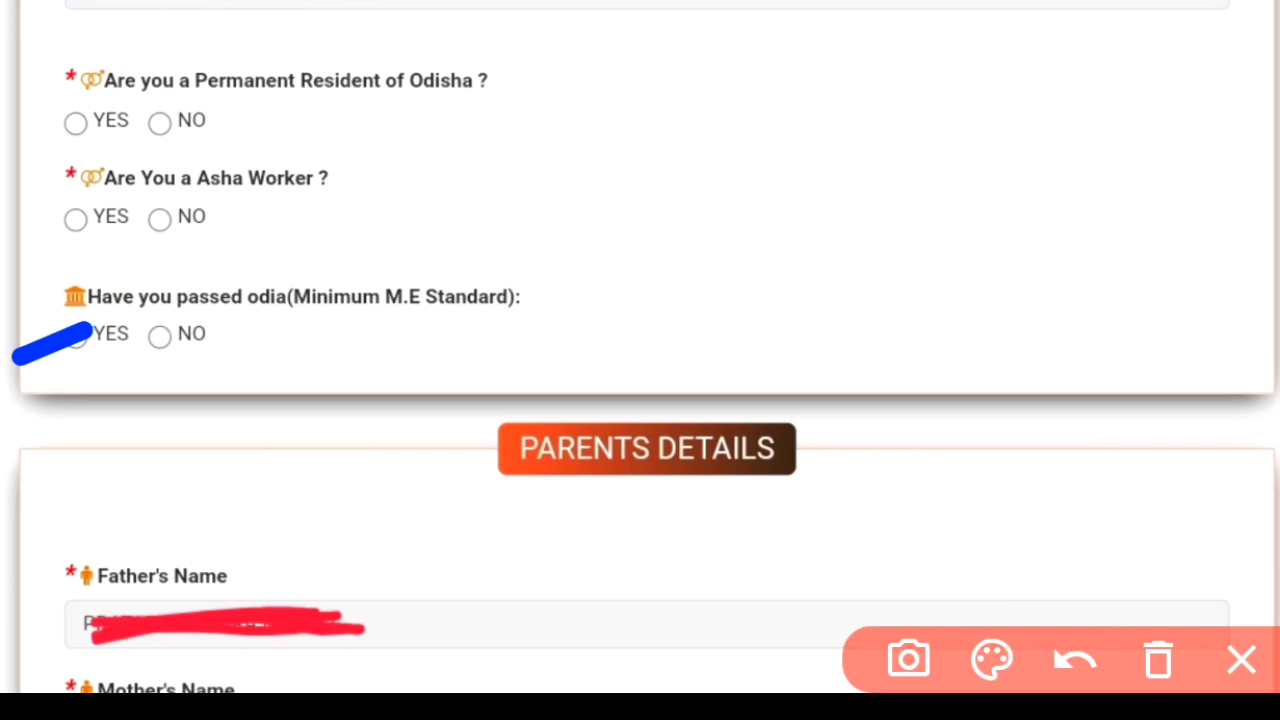 * Are you a Permanent Resident of Odisha ?
YES NO
* Are You a Asha Worker ?
YES NO
Have you passed odia(Minimum M.E Standard):
YES NO
PARENTS DETAILS
* Father's Name
* Mother's Name